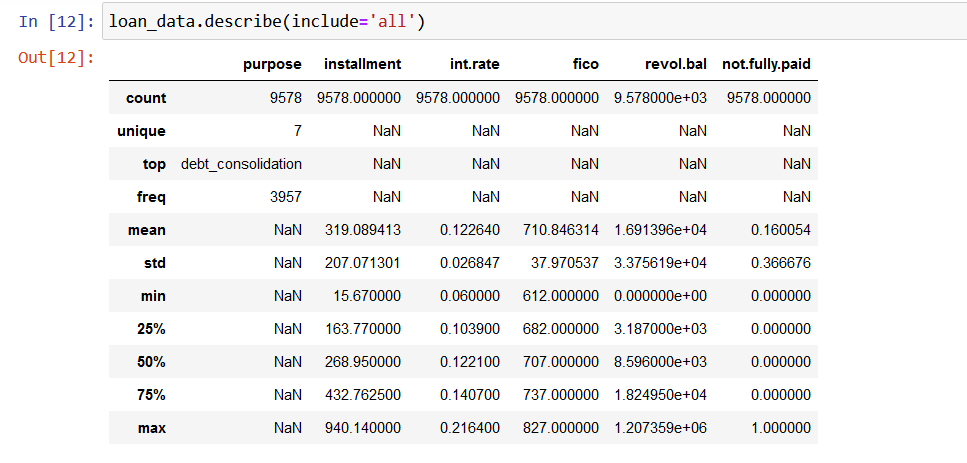 In [12]: loan_data.describe(include='all')
Out[12]:
purpose installment int.rate fico revol.bal not.fully.paid
count 9578 9578.000000 9578.000000 9578.000000 9.578000e+03 9578.000000
unique 7 NaN NaN NaN NaN NaN
top debt_consolidation NaN NaN NaN NaN NaN
freq 3957 NaN NaN NaN NaN NaN
mean NaN 319.089413 0.122640 710.846314 1.691396e+04 0.160054
std NaN 207.071301 0.026847 37.970537 3.375619e+04 0.366676
min NaN 15.670000 0.060000 612.000000 0.000000e+00 0.000000
25% NaN 163.770000 0.103900 682.000000 3.187000e+03 0.000000
50% NaN 268.950000 0.122100 707.000000 8.596000e+03 0.000000
75% NaN 432.762500 0.140700 737.000000 1.824950e+04 0.000000
max NaN 940.140000 0.216400 827.000000 1.207359e+06 1.000000